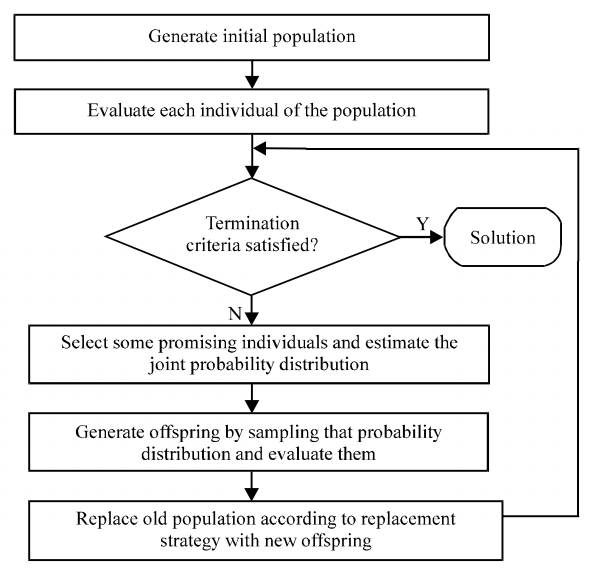 Generate initial population
Evaluate each individual of the population
Termination
criteria satisfied?
Y
Solution
N
Select some promising individuals and estimate the
joint probability distribution
Generate offspring by sampling that probability
distribution and evaluate them
Replace old population according to replacement
strategy with new offspring